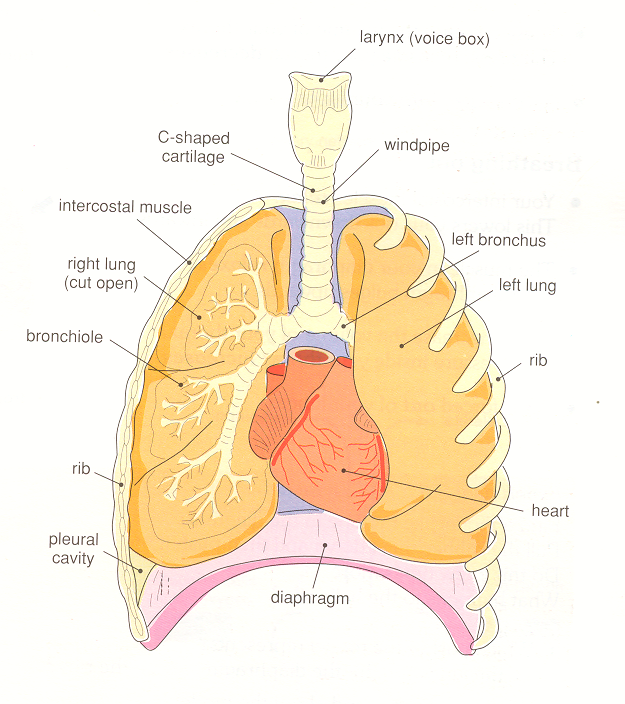 larynx (voice box)
C-shaped
cartilage
windpipe
intercostal muscle
left bronchus
right lung
(cut open)
left lung
bronchiole
rib
rib
heart
pleural
cavity
diaphragm